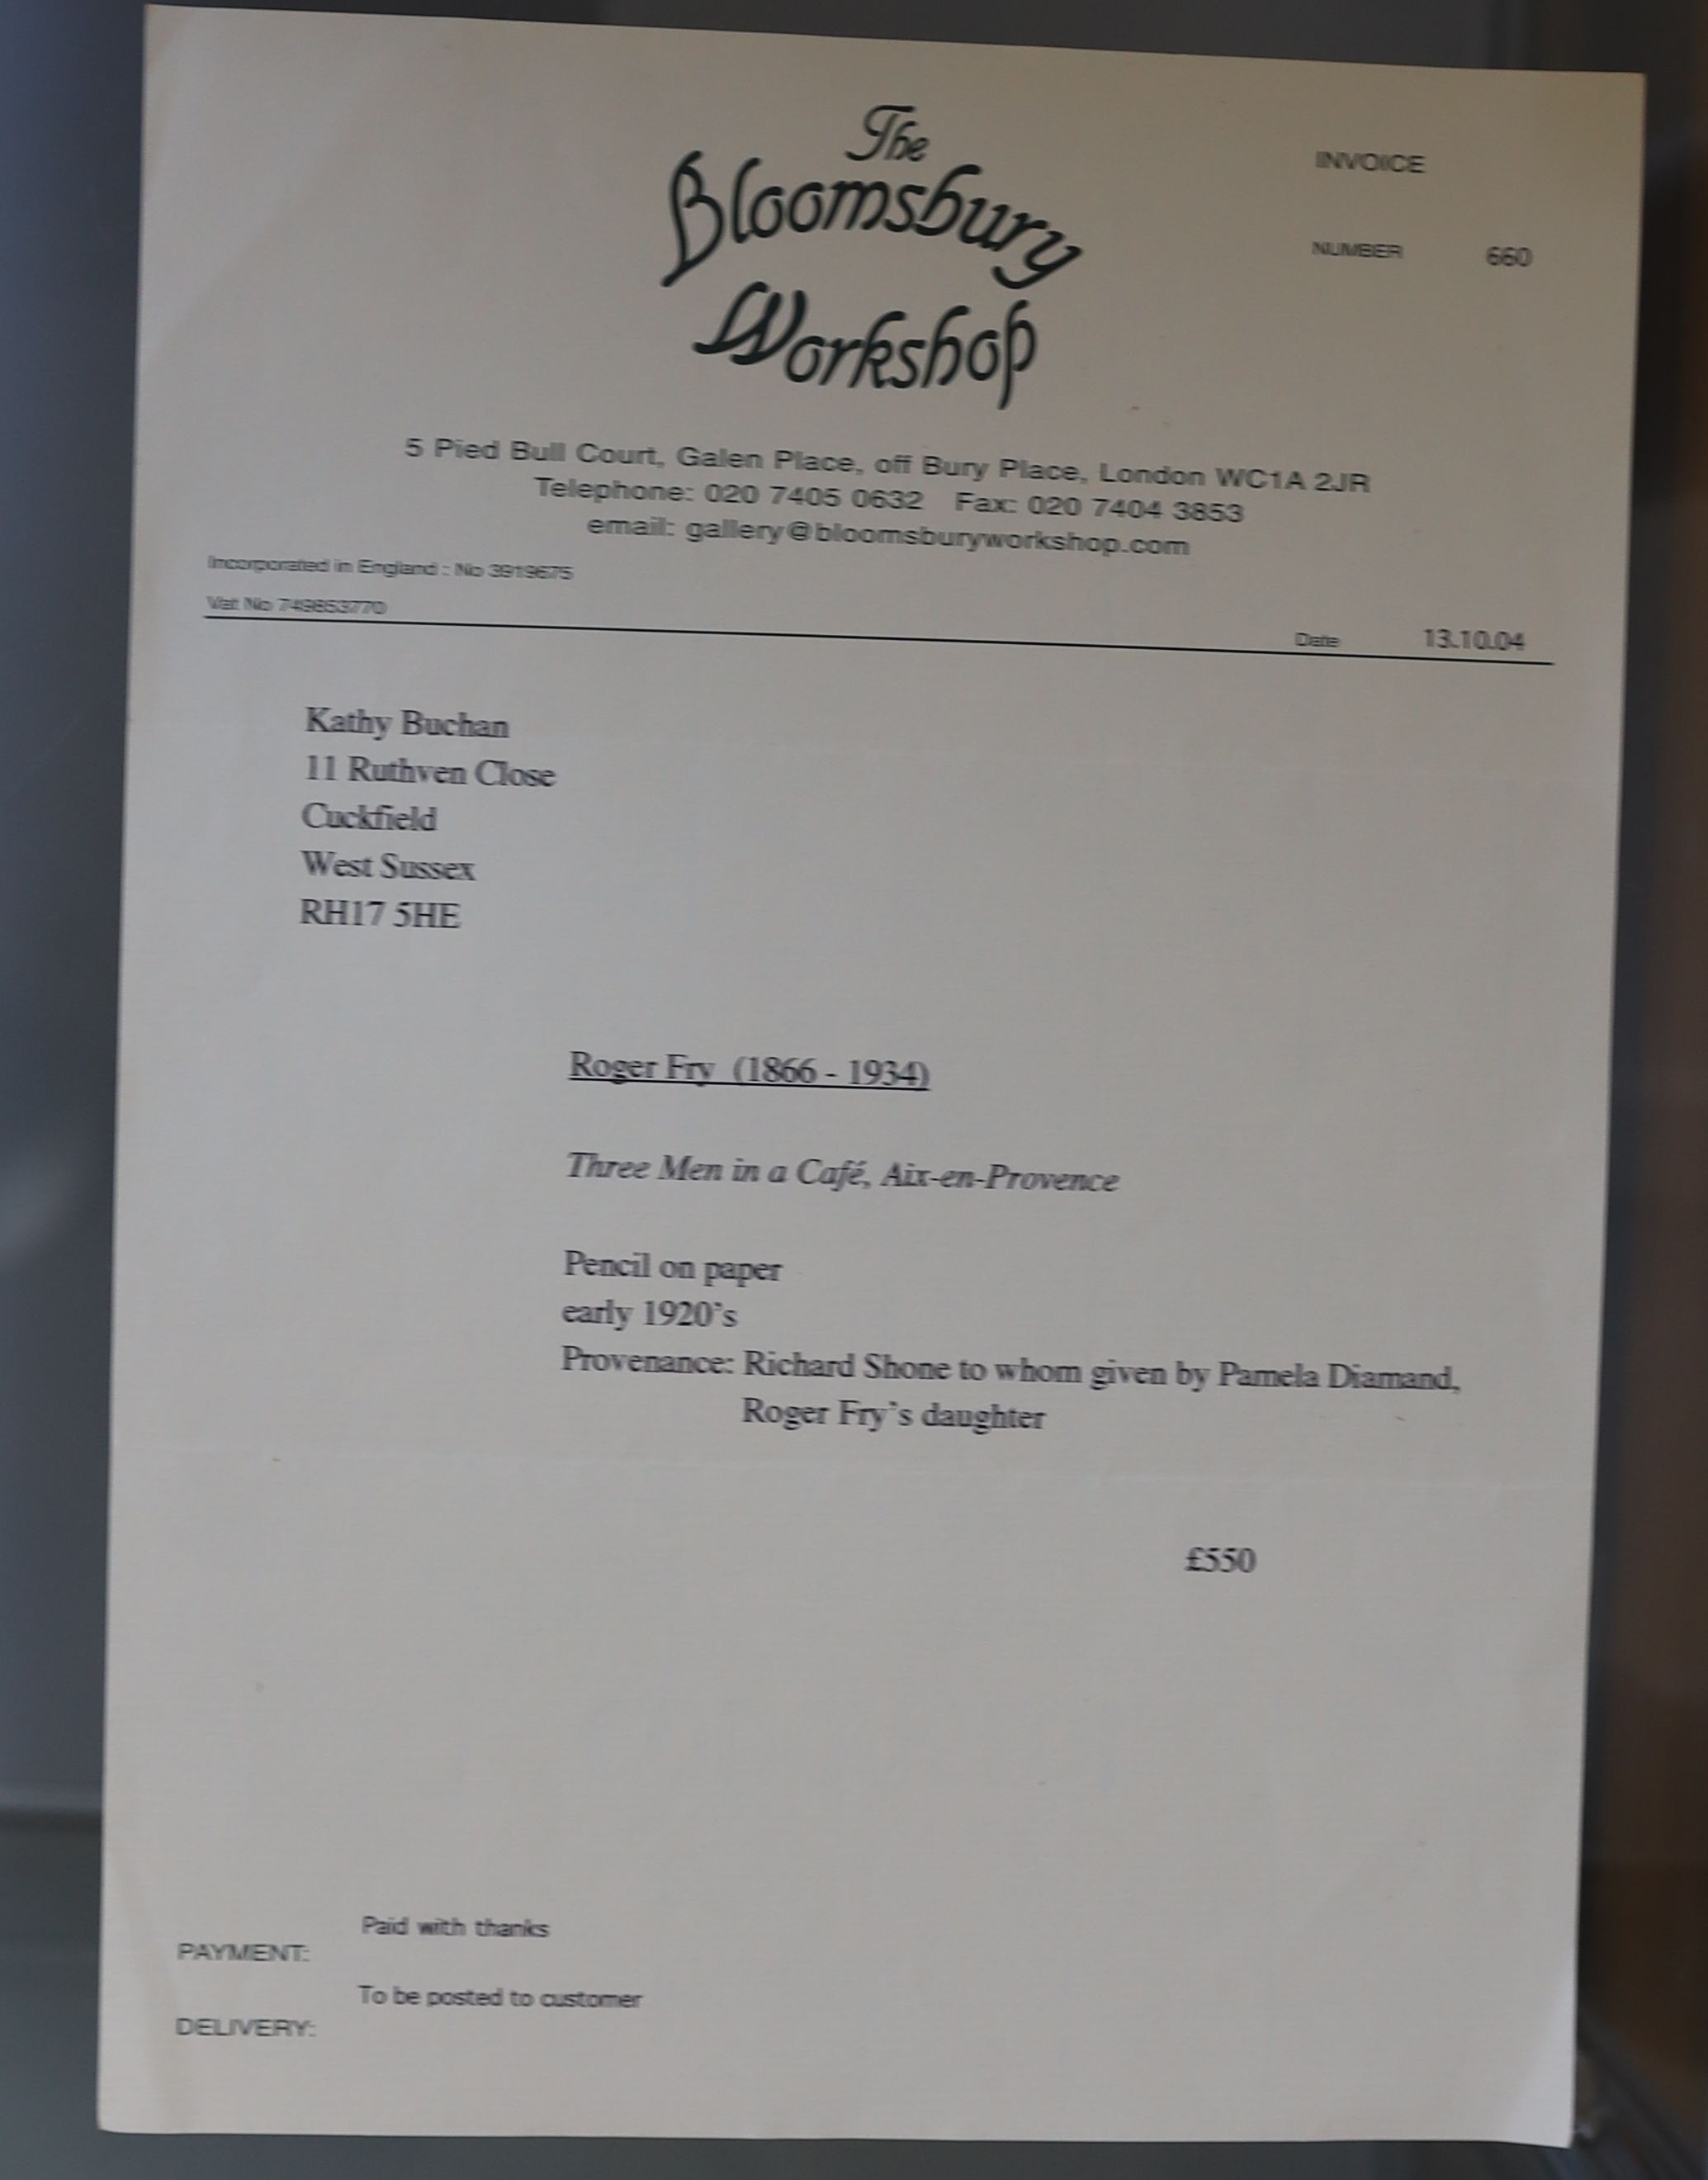 The
Bloomsbury
Workshop
INVOICE
NUMBER 660
5 Pied Bull Court, Galen Place, off Bury Place, London WC1A 2JR
Telephone: 020 7405 0632 Fax: 020 7404 3853
email: gallery@bloomsburyworkshop.com
Incorporated in England : No 3919675
Vat No 749853770
Date 13.10.04
Kathy Buchan
11 Ruthven Close
Cuckfield
West Sussex
RH17 5HE
Roger Fry (1866 - 1934)
Three Men in a Café, Aix-en-Provence
Pencil on paper
early 1920's
Provenance: Richard Shone to whom given by Pamela Diamand,
Roger Fry's daughter
£550
Paid with thanks
PAYMENT:
To be posted to customer
DELIVERY: